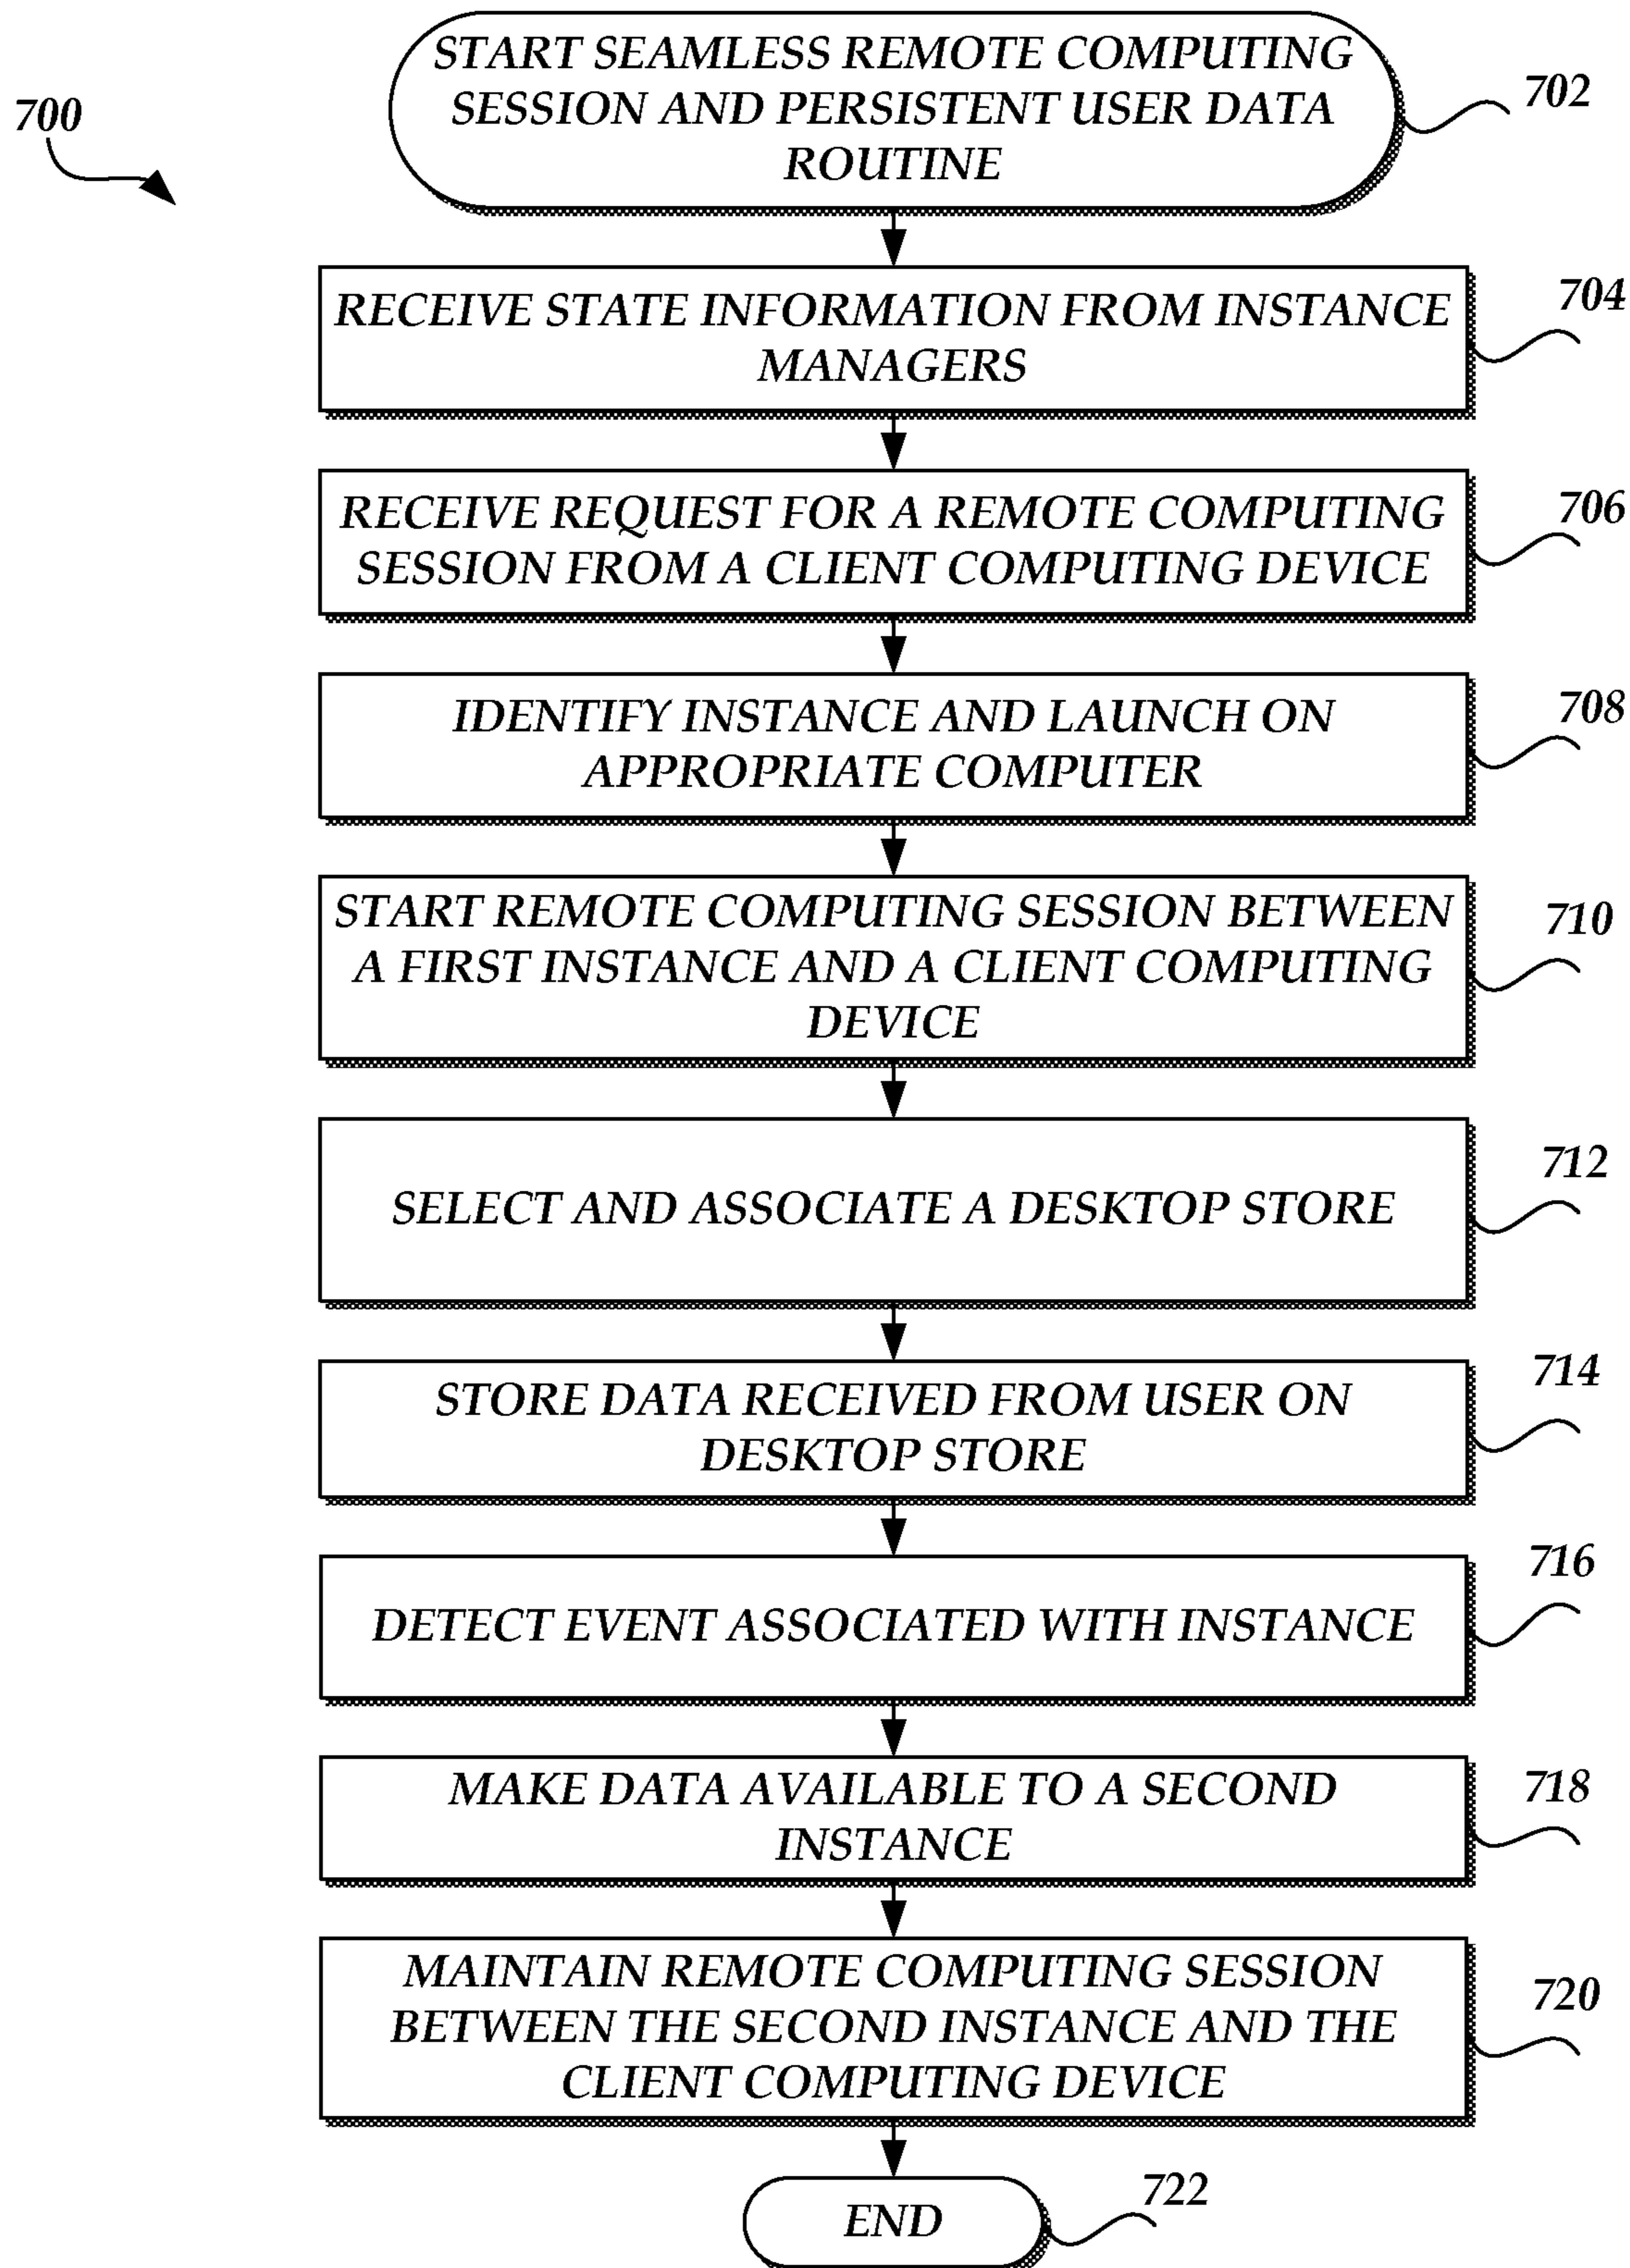 700
START SEAMLESS REMOTE COMPUTING
SESSION AND PERSISTENT USER DATA
ROUTINE
702
RECEIVE STATE INFORMATION FROM INSTANCE
MANAGERS
704
RECEIVE REQUEST FOR A REMOTE COMPUTING
SESSION FROM A CLIENT COMPUTING DEVICE
706
IDENTIFY INSTANCE AND LAUNCH ON
APPROPRIATE COMPUTER
708
START REMOTE COMPUTING SESSION BETWEEN
A FIRST INSTANCE AND A CLIENT COMPUTING
DEVICE
710
SELECT AND ASSOCIATE A DESKTOP STORE
712
STORE DATA RECEIVED FROM USER ON
DESKTOP STORE
714
DETECT EVENT ASSOCIATED WITH INSTANCE
716
MAKE DATA AVAILABLE TO A SECOND
INSTANCE
718
MAINTAIN REMOTE COMPUTING SESSION
BETWEEN THE SECOND INSTANCE AND THE
CLIENT COMPUTING DEVICE
720
END
722